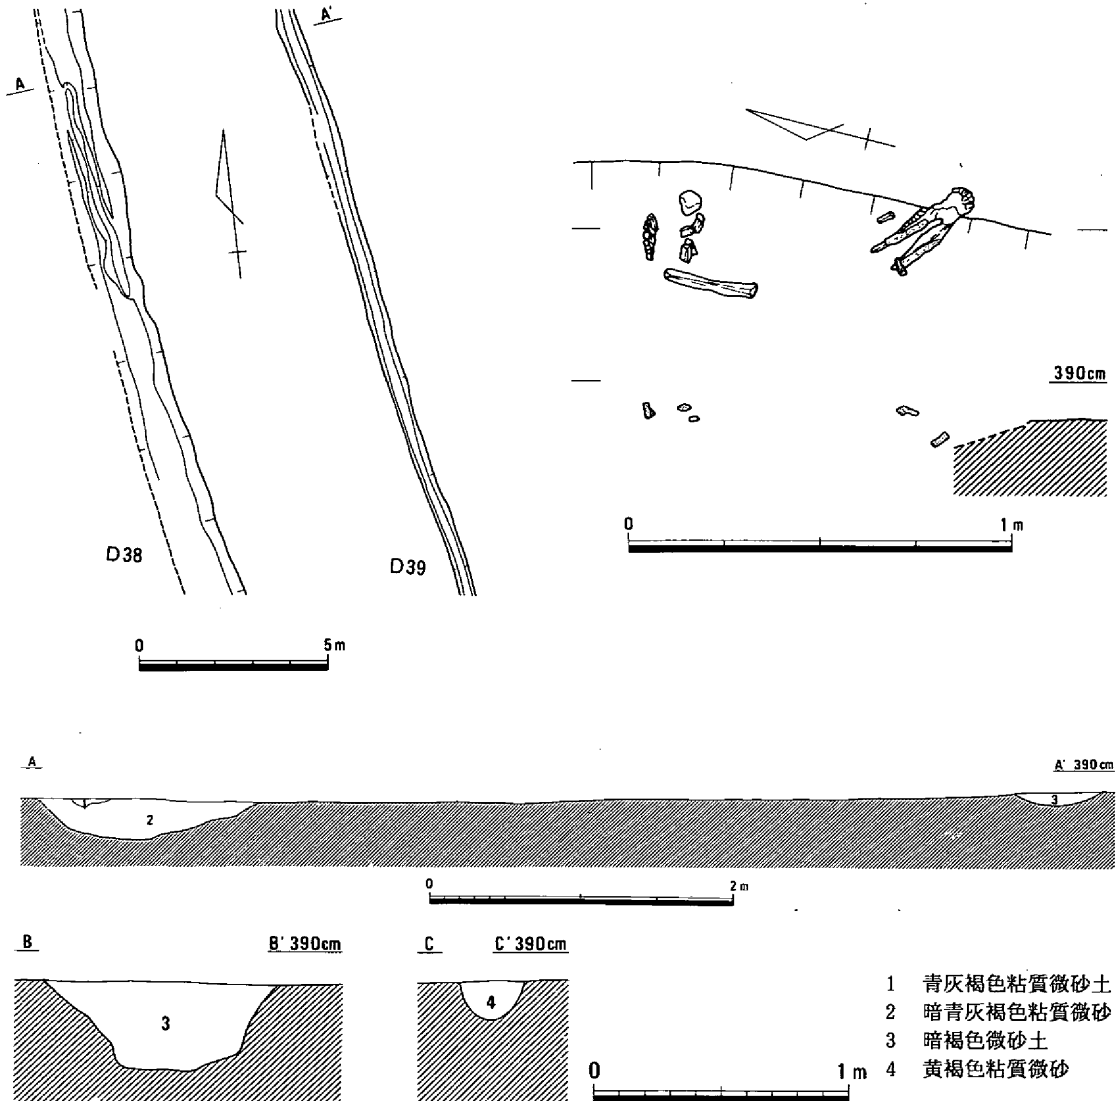 A
A'
D38
D39
0 5m
390cm
0 1m
A A' 390cm
2 3
0 2m
B B' 390cm
3
C C' 390cm
4
0 1m
1 青灰褐色粘質微砂土
2 暗青灰褐色粘質微砂
3 暗褐色微砂土
4 黄褐色粘質微砂